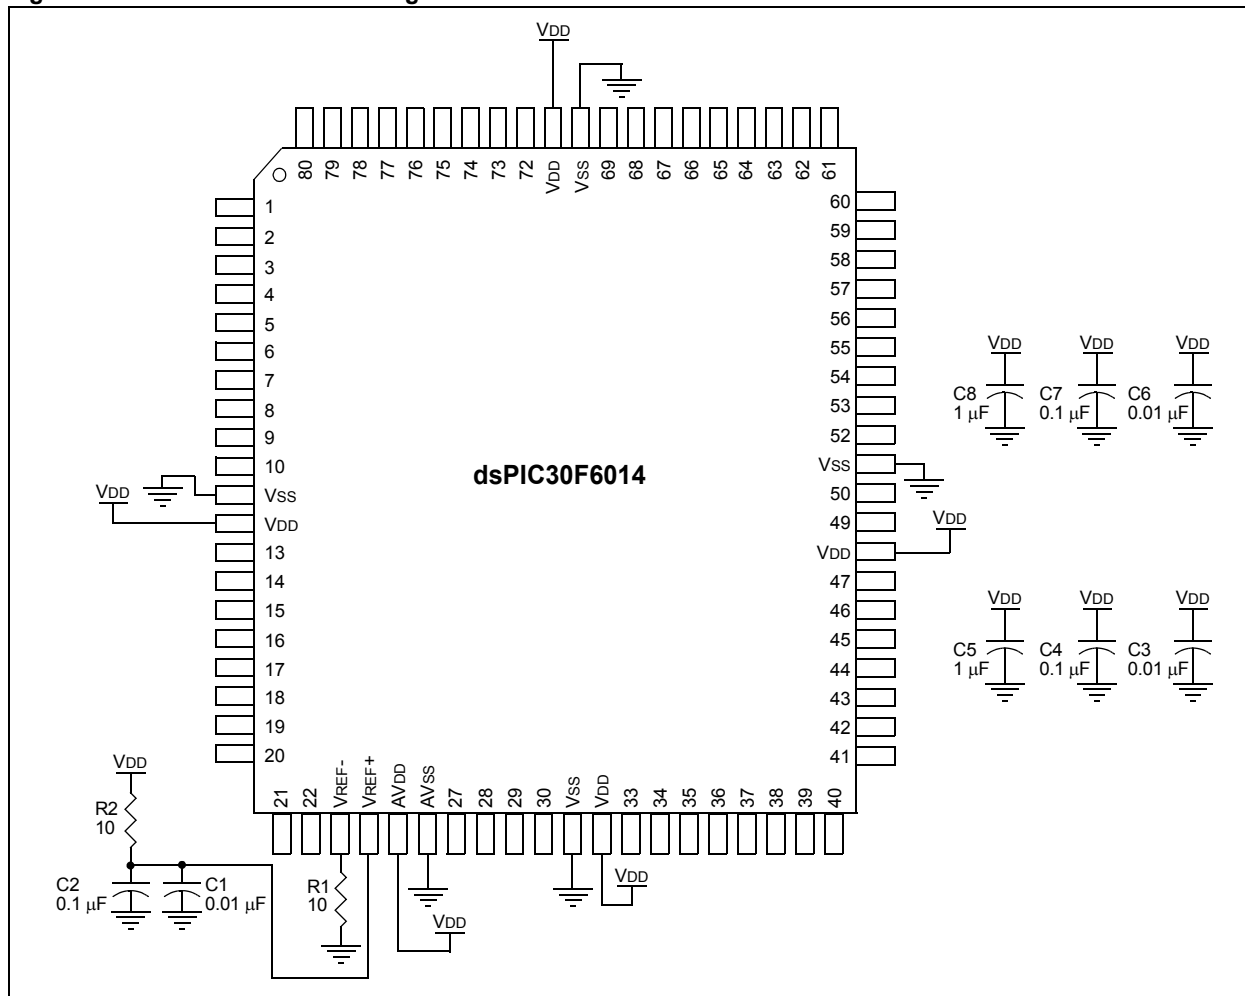 VDD
80 79 78 77 76 75 74 73 72 VDD VSS 69 68 67 66 65 64 63 62 61
1
2
3
4
5
6
7
8
9
10
VSS
VDD
13
14
15
16
17
18
19
20
VDD
dsPIC30F6014
60
59
58
57
56
55
54
53
52
VSS
50
49
VDD
47
46
45
44
43
42
41
VDD
21 22 VREF- VREF+ AVDD AVSS 27 28 29 30 VSS VDD 33 34 35 36 37 38 39 40
VDD VDD VDD
C8 C7 C6
1 µF 0.1 µF 0.01 µF
VDD VDD VDD
C5 C4 C3
1 µF 0.1 µF 0.01 µF
VDD
R2
10
C2 C1
0.1 µF 0.01 µF
R1
10
VDD
VDD